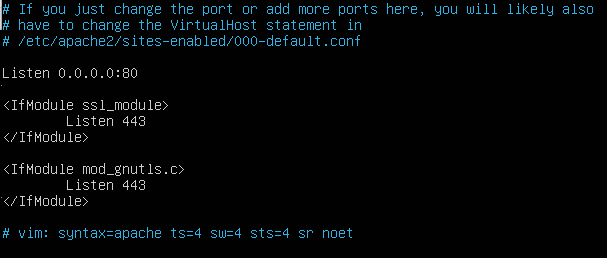 # If you just change the port or add more ports here, you will likely also
# have to change the VirtualHost statement in
# /etc/apache2/sites-enabled/000-default.conf
Listen 0.0.0.0:80
<IfModule ssl_module>
Listen 443
</IfModule>
<IfModule mod_gnutls.c>
Listen 443
</IfModule>
# vim: syntax=apache ts=4 sw=4 sts=4 sr noet